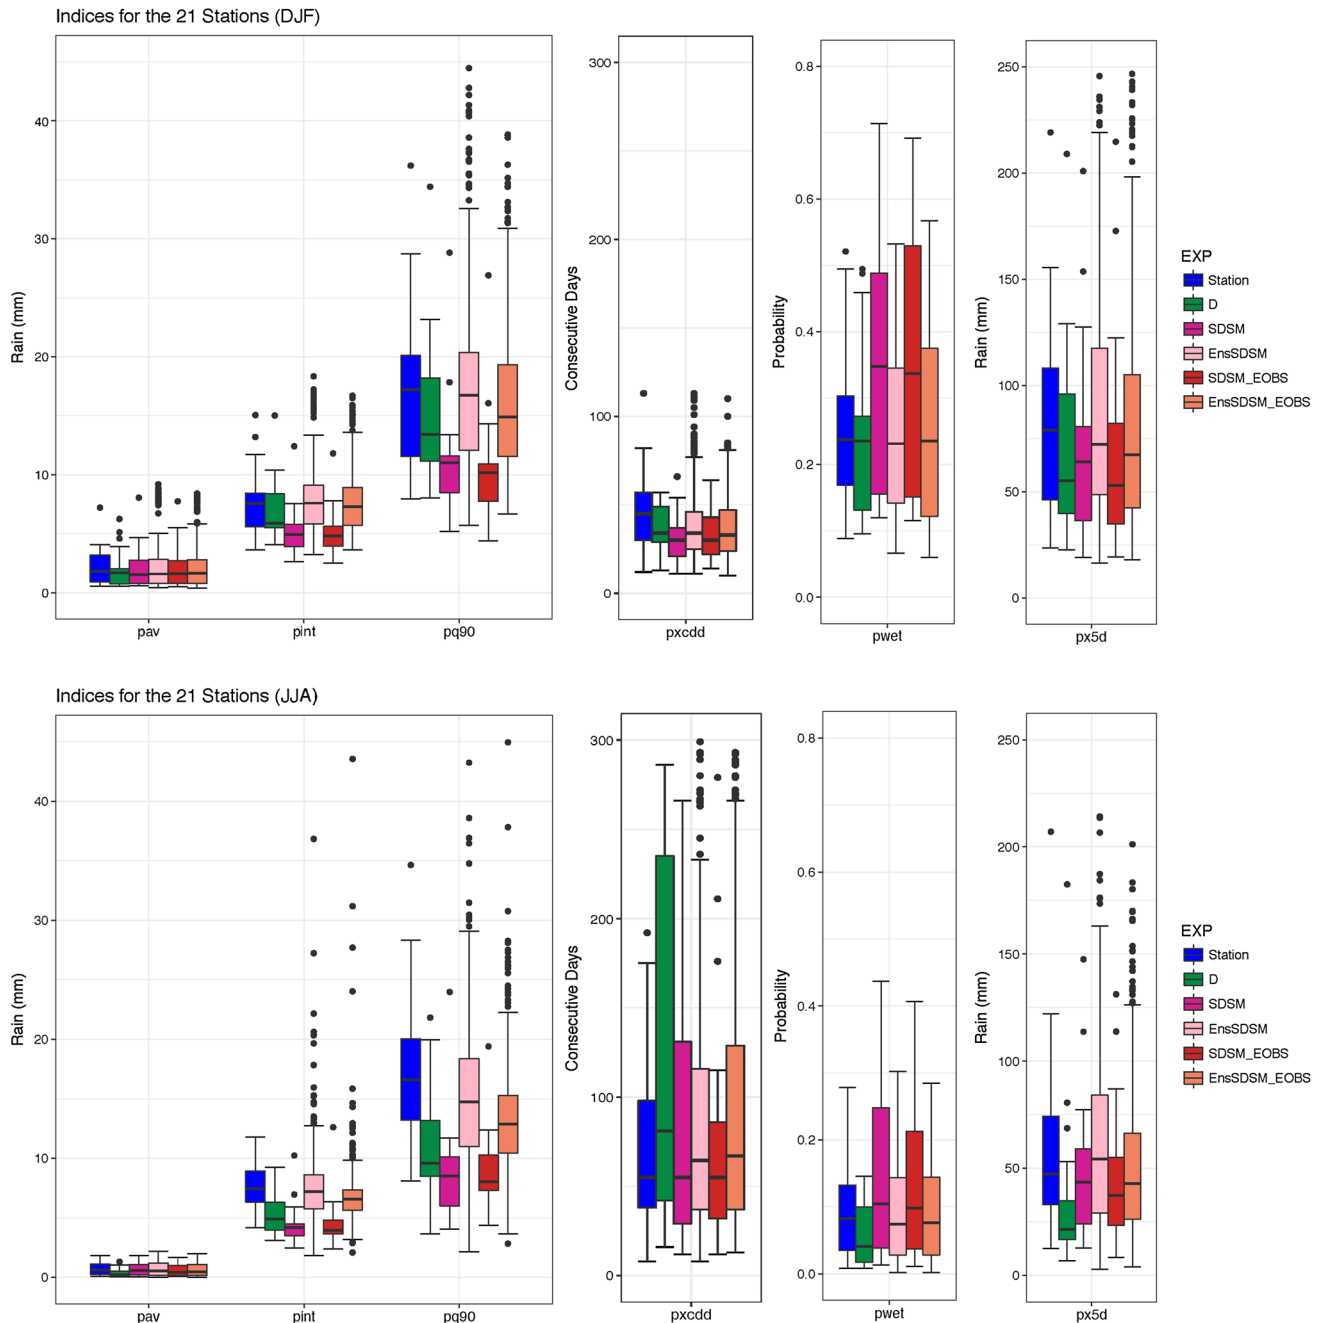 Indices for the 21 Stations (DJF)
Rain (mm)
0
10
20
30
40
pav
pint
pq90
Consecutive Days
0
100
200
300
pxcdd
Probability
0.0
0.2
0.4
0.6
0.8
pwet
Rain (mm)
0
50
100
150
200
250
px5d
EXP
Station
D
SDSM
EnsSDSM
SDSM_EOBS
EnsSDSM_EOBS
Indices for the 21 Stations (JJA)
Rain (mm)
0
10
20
30
40
pav
pint
pq90
Consecutive Days
0
100
200
300
pxcdd
Probability
0.0
0.2
0.4
0.6
0.8
pwet
Rain (mm)
0
50
100
150
200
250
px5d
EXP
Station
D
SDSM
EnsSDSM
SDSM_EOBS
EnsSDSM_EOBS